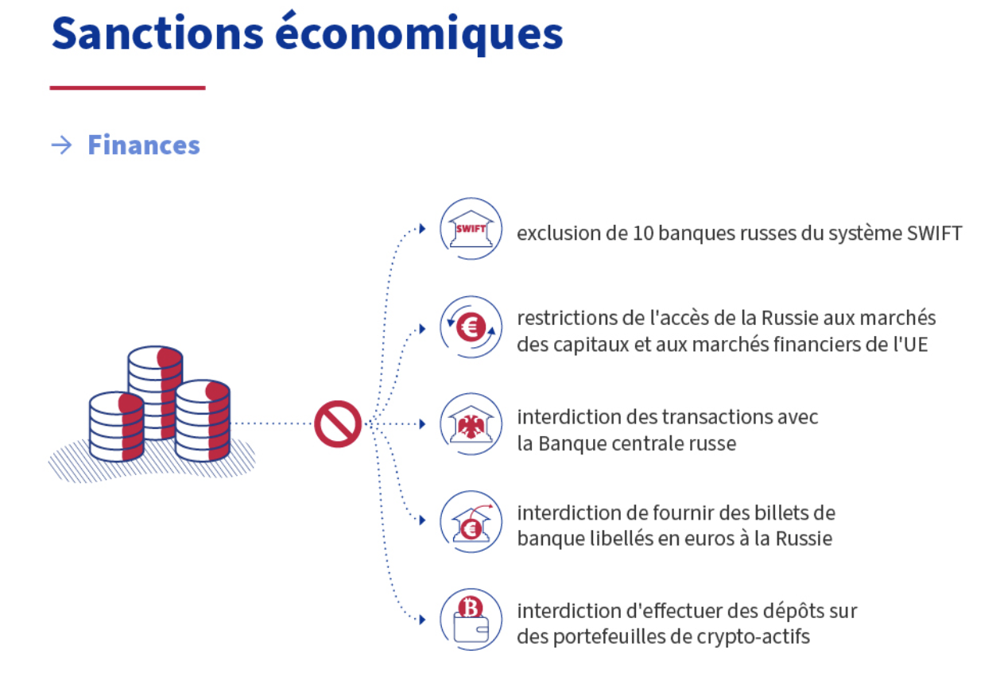 Sanctions économiques
→ Finances
SWIFT
exclusion de 10 banques russes du système SWIFT
€
restrictions de l'accès de la Russie aux marchés
des capitaux et aux marchés financiers de l'UE
interdiction des transactions avec
la Banque centrale russe
€
interdiction de fournir des billets de
banque libellés en euros à la Russie
₿
interdiction d'effectuer des dépôts sur
des portefeuilles de crypto-actifs